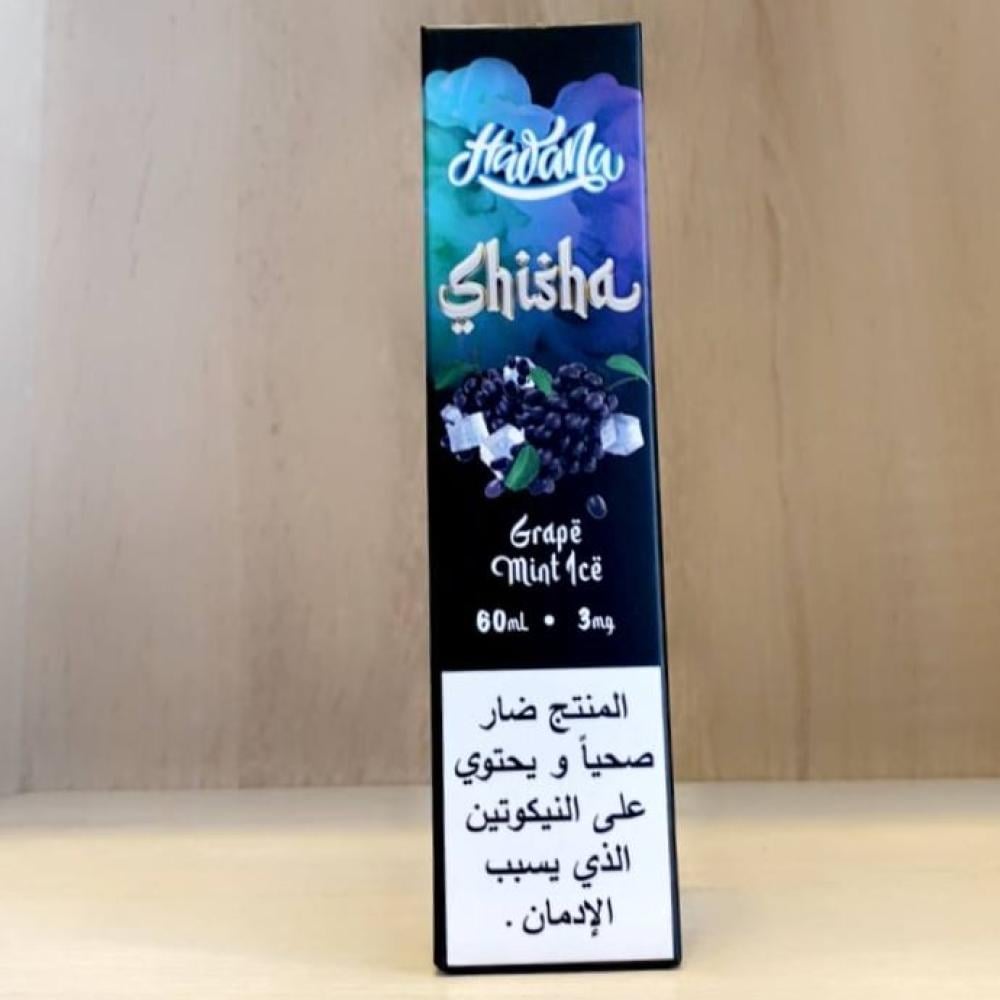 Havana
Shisha
Grapë
Mint Icë
60mL • 3mg
المنتج ضار
صحياً و يحتوي
على النيكوتين
الذي يسبب
الإدمان .